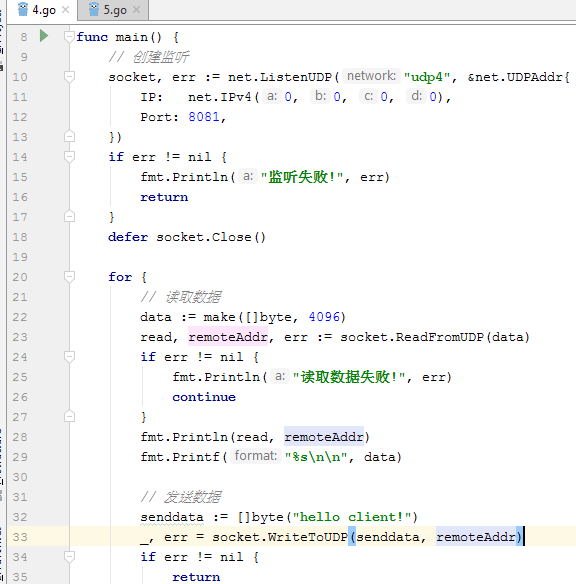 4.go 5.go
8 func main() {
9 // 创建监听
10 socket, err := net.ListenUDP( network: "udp4", &net.UDPAddr{
11 IP: net.IPv4( a: 0, b: 0, c: 0, d: 0),
12 Port: 8081,
13 })
14 if err != nil {
15 fmt.Println( a: "监听失败!", err)
16 return
17 }
18 defer socket.Close()
19
20 for {
21 // 读取数据
22 data := make([]byte, 4096)
23 read, remoteAddr, err := socket.ReadFromUDP(data)
24 if err != nil {
25 fmt.Println( a: "读取数据失败!", err)
26 continue
27 }
28 fmt.Println(read, remoteAddr)
29 fmt.Printf( format: "%s\n\n", data)
30
31 // 发送数据
32 senddata := []byte("hello client!")
33 _, err = socket.WriteToUDP(senddata, remoteAddr)
34 if err != nil {
35 return